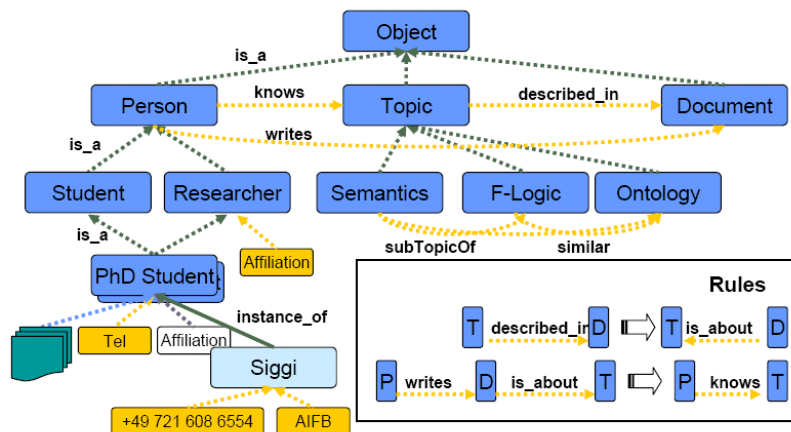 Object
is_a
Person
knows
Topic
described_in
Document
writes
is_a
Student
Researcher
Semantics
F-Logic
Ontology
is_a
subTopicOf
similar
Affiliation
PhD Student
Rules
instance_of
T described_in D T is_about D
Tel
Affiliation
Siggi
P writes D is_about T P knows T
+49 721 608 6554
AIFB